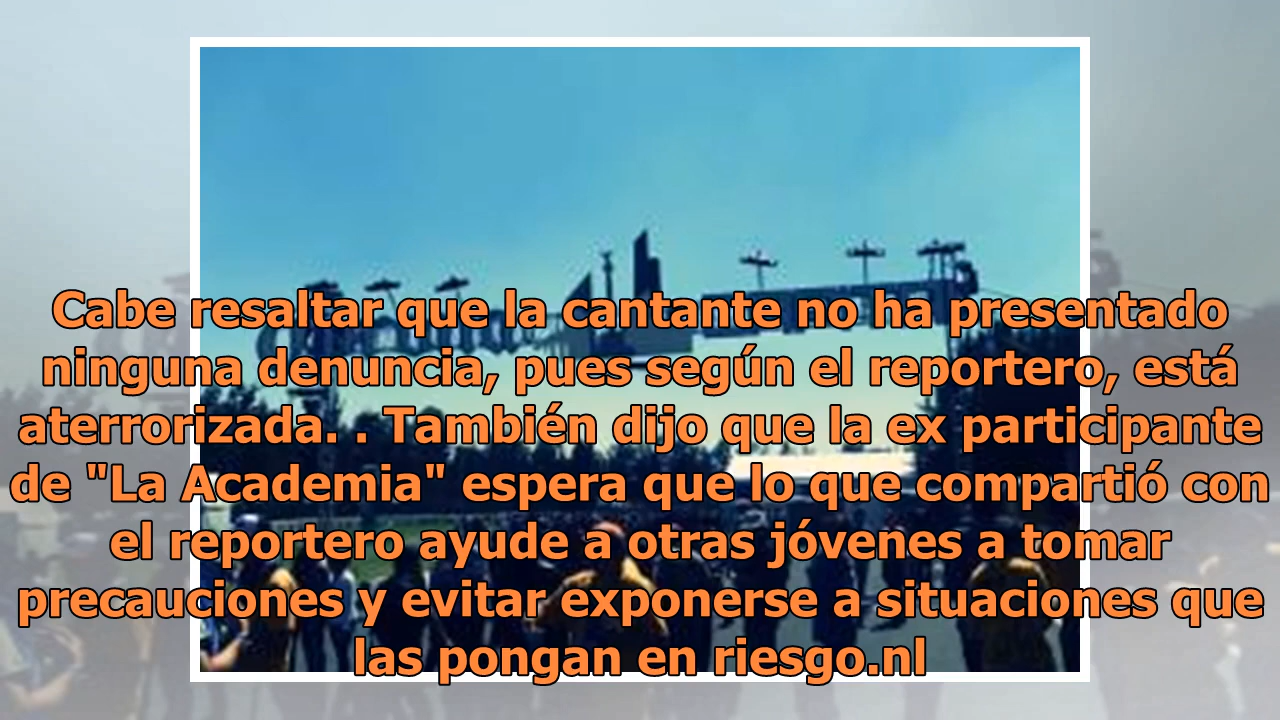 Cabe resaltar que la cantante no ha presentado
ninguna denuncia, pues según el reportero, está
aterrorizada. . También dijo que la ex participante
de "La Academia" espera que lo que compartió con
el reportero ayude a otras jóvenes a tomar
precauciones y evitar exponerse a situaciones que
las pongan en riesgo.nl